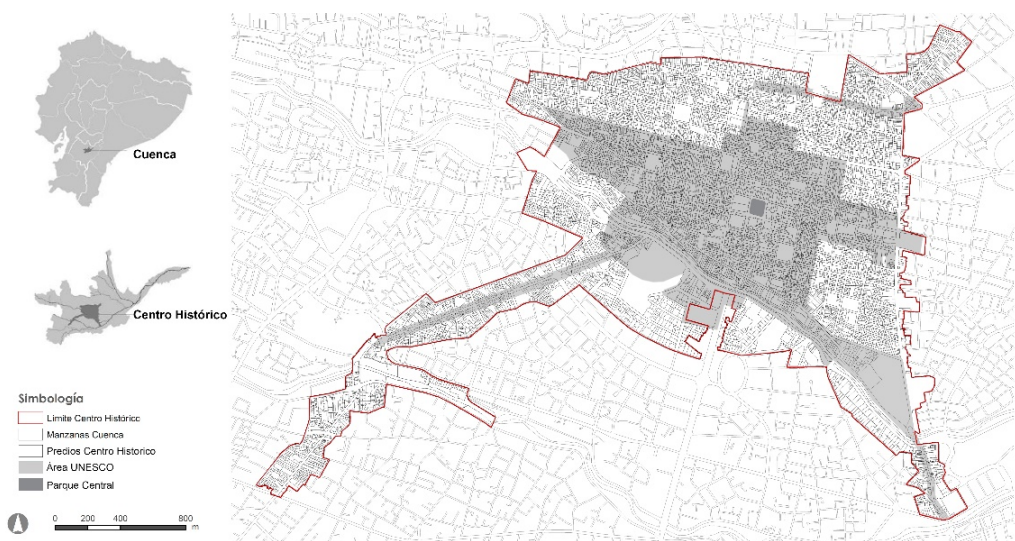 Cuenca
Centro Histórico
Simbología
Límite Centro Histórico
Manzanas Cuenca
Predios Centro Historico
Área UNESCO
Parque Central
0 200 400 800
m